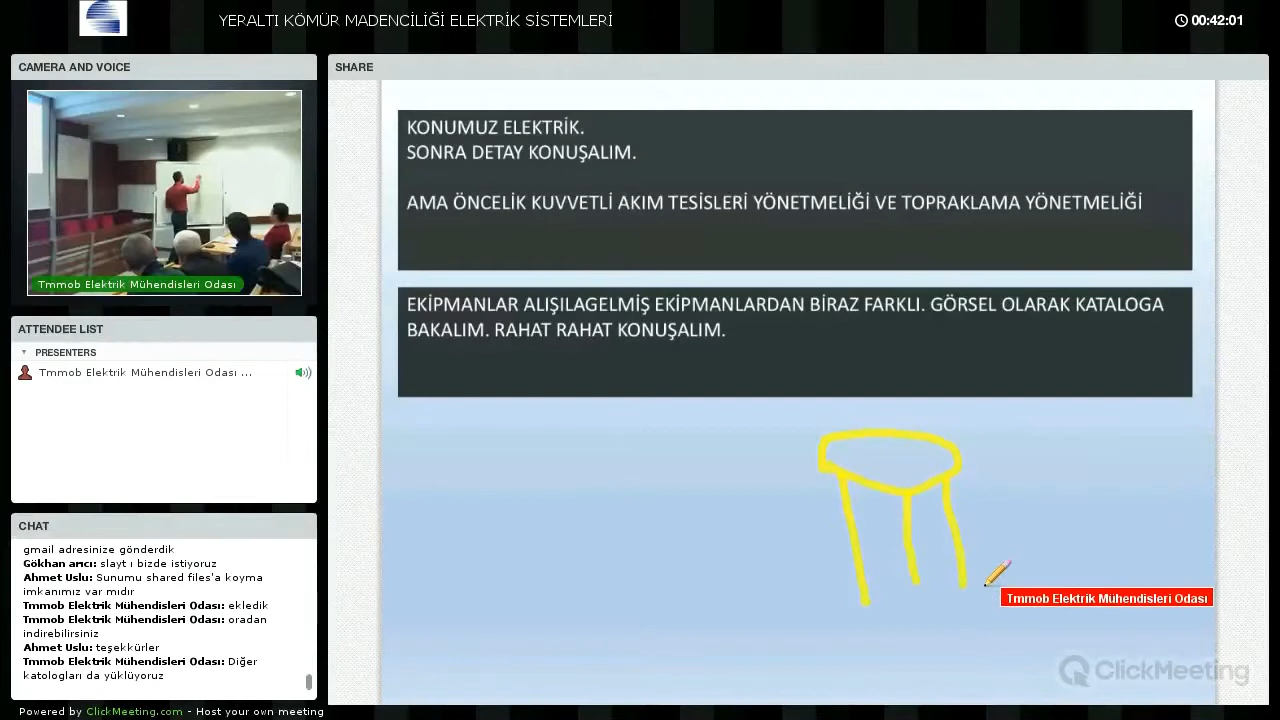 YERALTI KÖMÜR MADENCİLİĞİ ELEKTRİK SİSTEMLERİ
00:42:01
CAMERA AND VOICE
Tmmob Elektrik Mühendisleri Odası
ATTENDEE LIST
PRESENTERS
Tmmob Elektrik Mühendisleri Odası ...
CHAT
gmail adresinize gönderdik
Gökhan arıcı: slayt ı bizde istiyoruz
Ahmet Uslu: Sunumu shared files'a koyma
imkanımız var mıdır
Tmmob Elektrik Mühendisleri Odası: ekledik
Tmmob Elektrik Mühendisleri Odası: oradan
indirebilirsiniz
Ahmet Uslu: teşekkürler
Tmmob Elektrik Mühendisleri Odası: Diğer
katologları da yüklüyoruz
Powered by ClickMeeting.com - Host your own meeting
SHARE
KONUMUZ ELEKTRİK.
SONRA DETAY KONUŞALIM.
AMA ÖNCELİK KUVVETLİ AKIM TESİSLERİ YÖNETMELİĞİ VE TOPRAKLAMA YÖNETMELİĞİ
EKİPMANLAR ALIŞILAGELMİŞ EKİPMANLARDAN BİRAZ FARKLI. GÖRSEL OLARAK KATALOGA
BAKALIM. RAHAT RAHAT KONUŞALIM.
Tmmob Elektrik Mühendisleri Odası
ClickMeeting